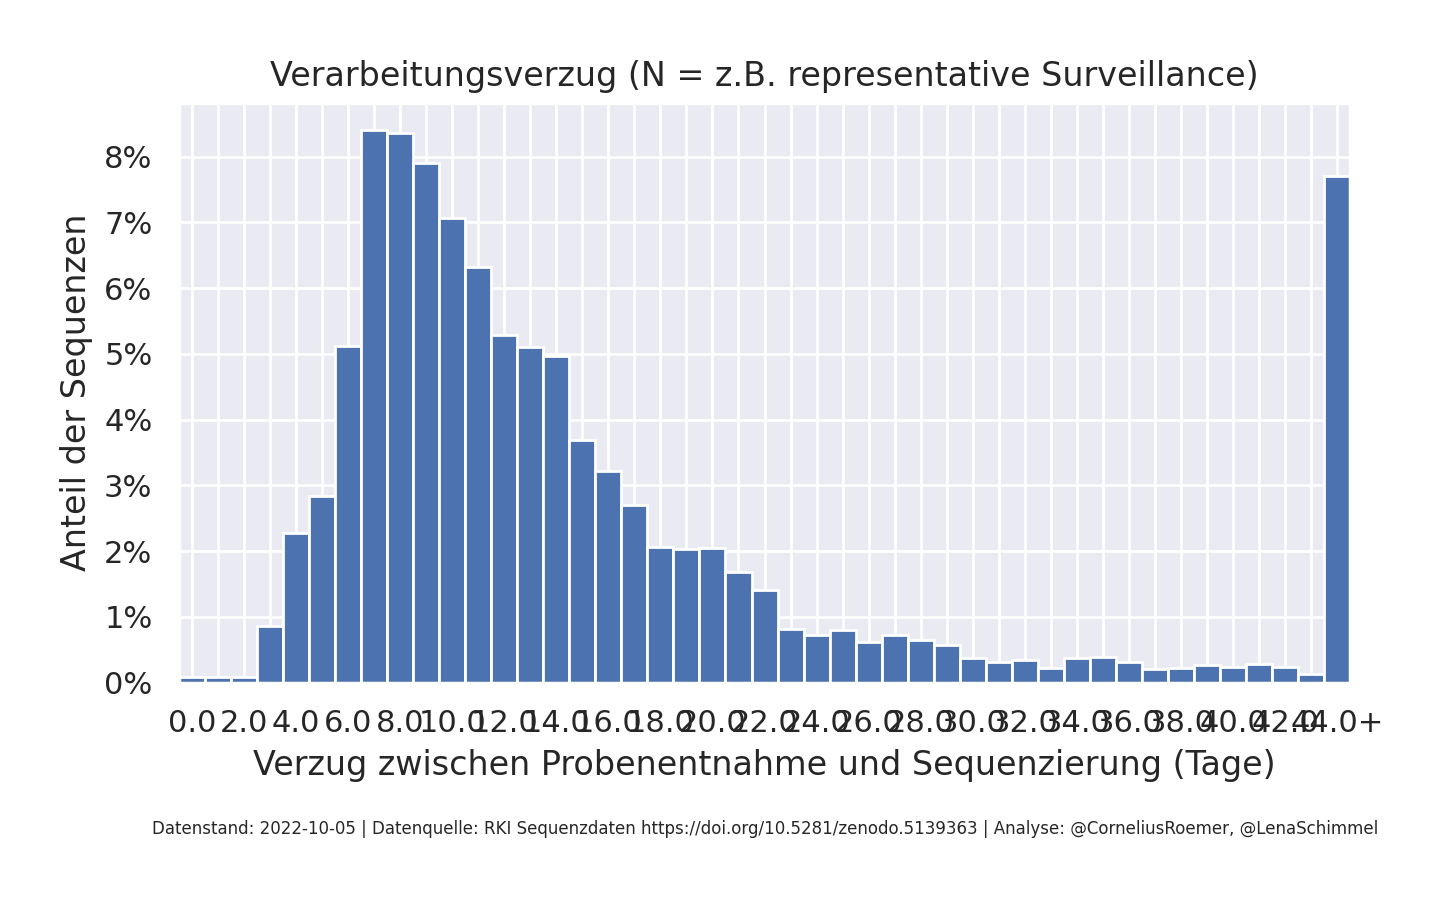 Verarbeitungsverzug (N = z.B. representative Surveillance)
8%
7%
6%
5%
4%
3%
2%
1%
0%
Anteil der Sequenzen
0.0 2.0 4.0 6.0 8.0 10.0 12.0 14.0 16.0 18.0 20.0 22.0 24.0 26.0 28.0 30.0 32.0 34.0 36.0 38.0 40.0 42.0 44.0+
Verzug zwischen Probenentnahme und Sequenzierung (Tage)
Datenstand: 2022-10-05 | Datenquelle: RKI Sequenzdaten https://doi.org/10.5281/zenodo.5139363 | Analyse: @CorneliusRoemer, @LenaSchimmel